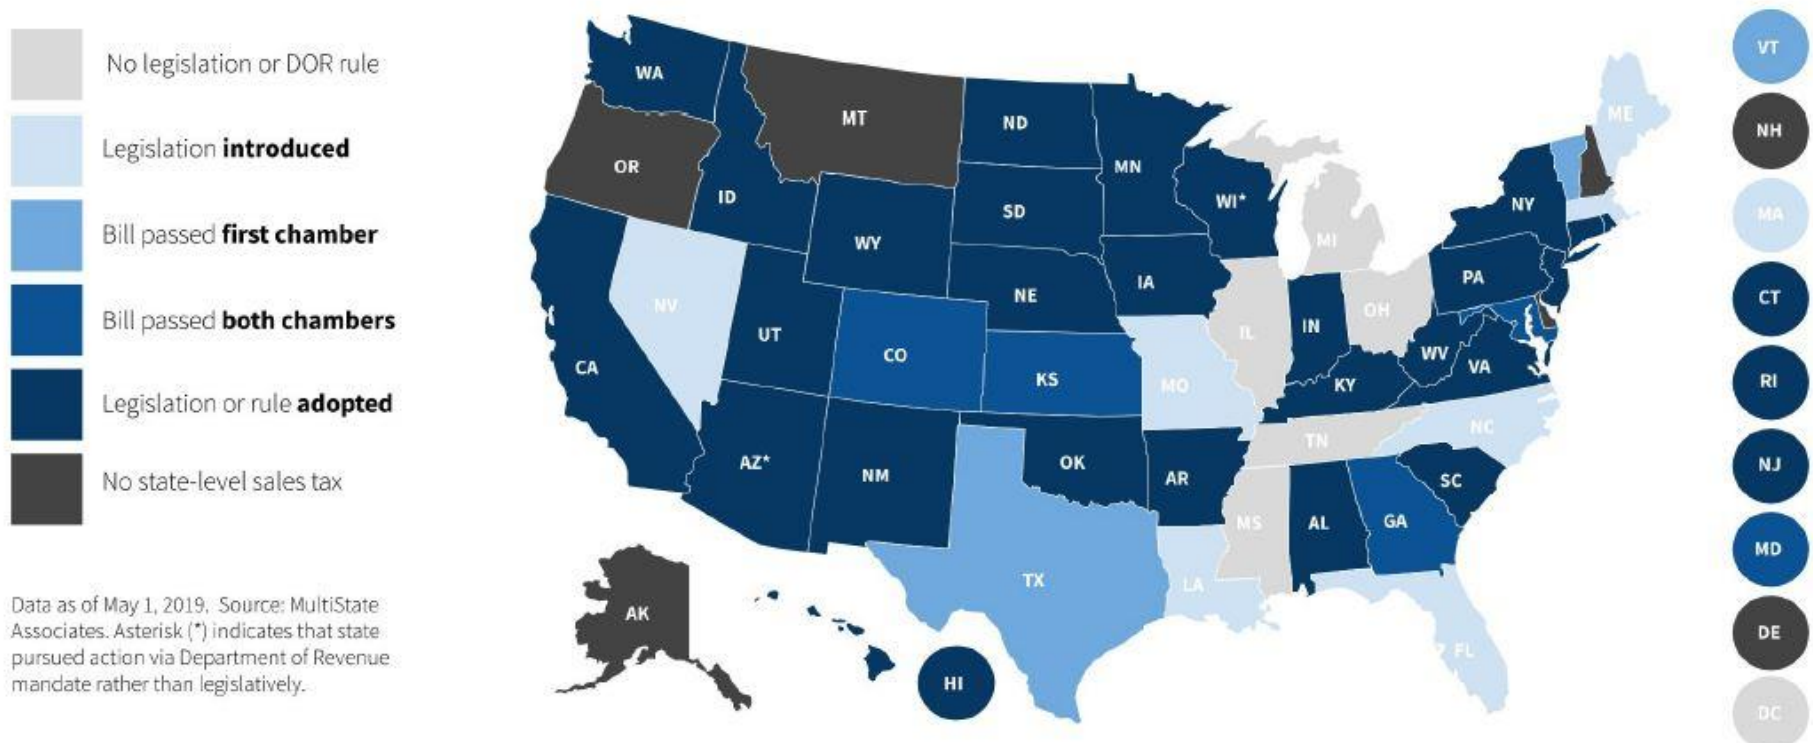 No legislation or DOR rule
Legislation introduced
Bill passed first chamber
Bill passed both chambers
Legislation or rule adopted
No state-level sales tax
Data as of May 1, 2019. Source: MultiState
Associates. Asterisk (*) indicates that state
pursued action via Department of Revenue
mandate rather than legislatively.
WA
MT
ND
MN
OR
ID
SD
WI*
WY
MI
NY
ME
NV
UT
CO
NE
IA
IL
IN
OH
PA
CA
KS
MO
KY
WV
VA
AZ*
NM
OK
AR
TN
NC
SC
MS
AL
GA
TX
LA
FL
AK
HI
VT
NH
MA
CT
RI
NJ
MD
DE
DC